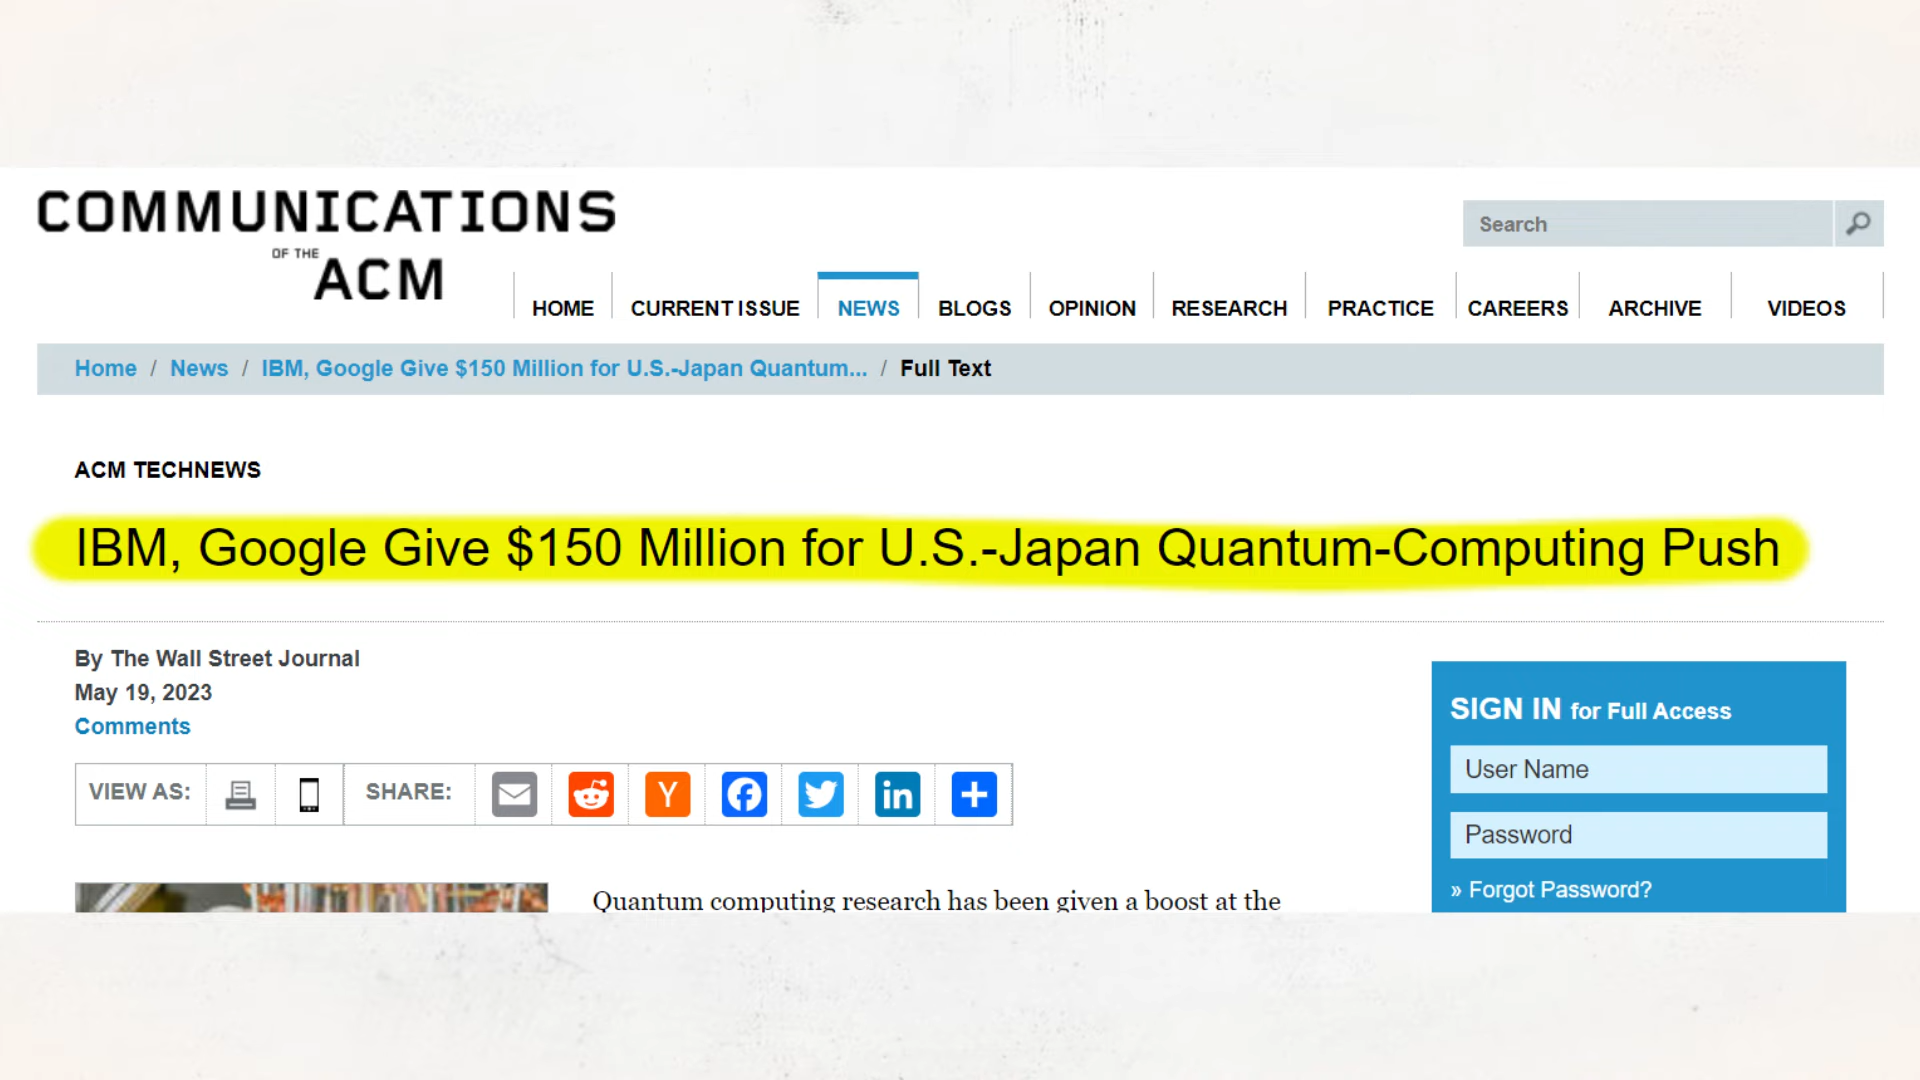 COMMUNICATIONS
OF THE
ACM
Search
HOME CURRENT ISSUE NEWS BLOGS OPINION RESEARCH PRACTICE CAREERS ARCHIVE VIDEOS
Home / News / IBM, Google Give $150 Million for U.S.-Japan Quantum... / Full Text
ACM TECHNEWS
IBM, Google Give $150 Million for U.S.-Japan Quantum-Computing Push
By The Wall Street Journal
May 19, 2023
Comments
VIEW AS: SHARE:
SIGN IN for Full Access
User Name
Password
» Forgot Password?
Quantum computing research has been given a boost at the